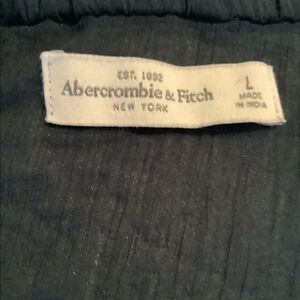 EST. 1892
Abercrombie & Fitch
NEW YORK
L
MADE
IN INDIA